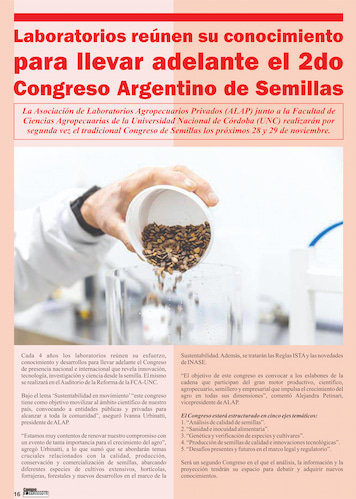 Laboratorios reúnen su conocimiento
para llevar adelante el 2do
Congreso Argentino de Semillas
La Asociación de Laboratorios Agropecuarios Privados (ALAP) junto a la Facultad de
Ciencias Agropecuarias de la Universidad Nacional de Córdoba (UNC) realizarán por
segunda vez el tradicional Congreso de Semillas los próximos 28 y 29 de noviembre.
Cada 4 años los laboratorios reúnen su esfuerzo,
conocimiento y desarrollos para llevar adelante el Congreso
de presencia nacional e internacional que revela innovación,
tecnología, investigación y ciencia desde la semilla. El mismo
se realizará en el Auditorio de la Reforma de la FCA-UNC.
Bajo el lema "Sustentabilidad en movimiento" "este congreso
tiene como objetivo movilizar al ámbito científico de nuestro
país, convocando a entidades públicas y privadas para
alcanzar a toda la comunidad", aseguró Ivanna Urbinati,
presidente de ALAP.
"Estamos muy contentos de renovar nuestro compromiso con
un evento de tanta importancia para el crecimiento del agro",
agregó Urbinati, a lo que sumó que se abordarán temas
cruciales relacionados con la calidad, producción,
conservación y comercialización de semillas, abarcando
diferentes especies de cultivos extensivos, hortícolas,
forrajeras, forestales y nuevos desarrollos en el marco de la
Sustentabilidad. Además, se tratarán las Reglas ISTA y las novedades
de INASE.
"El objetivo de este congreso es convocar a los eslabones de la
cadena que participan del gran motor productivo, científico,
agropecuario, semillero y empresarial que impulsa el crecimiento del
agro en todas sus dimensiones", comentó Alejandra Petinari,
vicepresidente de ALAP.
El Congreso estará estructurado en cinco ejes temáticos:
1. "Análisis de calidad de semillas".
2. "Sanidad e inocuidad alimentaria".
3. "Genética y verificación de especies y cultivares".
4. "Producción de semillas de calidad e innovaciones tecnológicas".
5. "Desafíos presentes y futuros en el marco legal y regulatorio".
Será un segundo Congreso en el que el análisis, la información y la
proyección tendrán su espacio para debatir y adquirir nuevos
conocimientos.
16